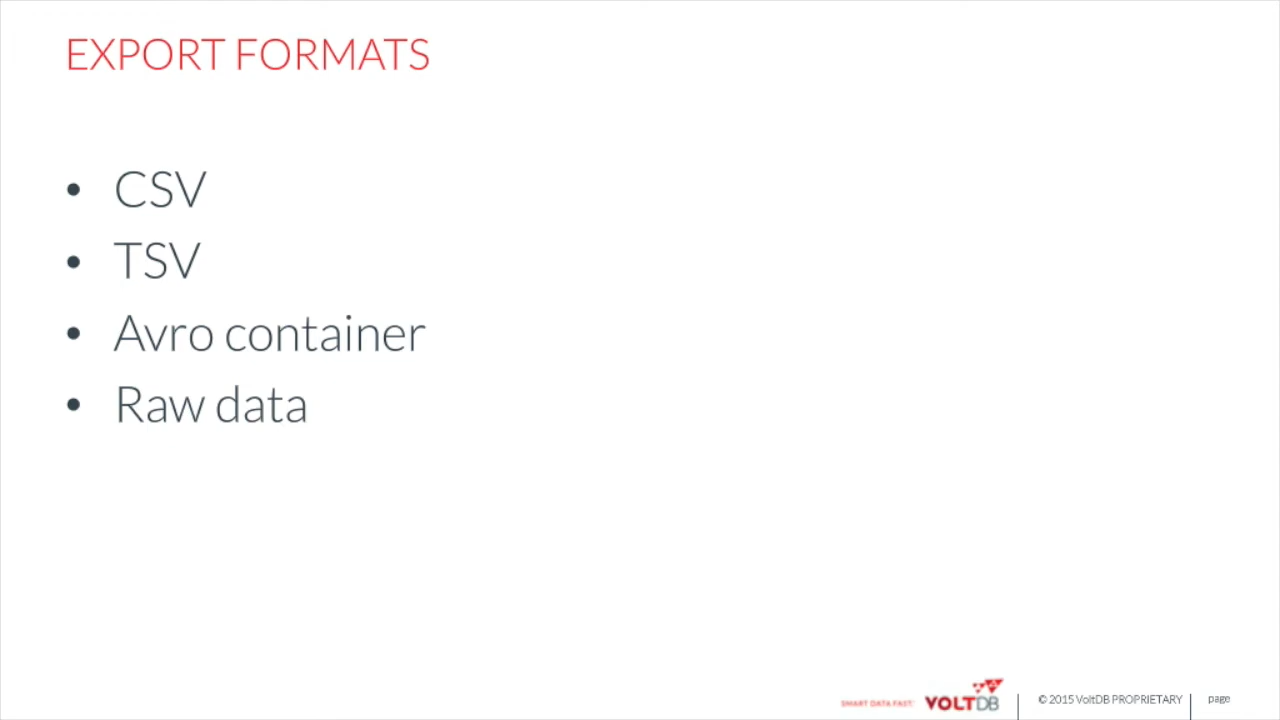 EXPORT FORMATS
• CSV
• TSV
• Avro container
• Raw data
SMART DATA FAST.
VOLTDB
© 2015 VoltDB PROPRIETARY
page